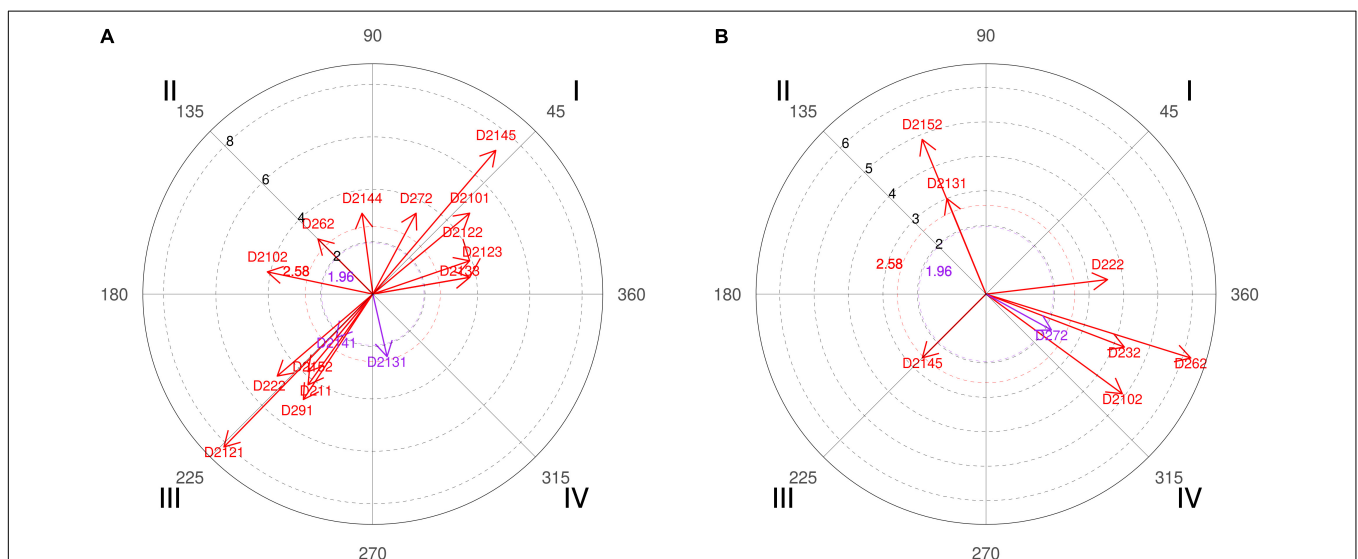 A
90
II
I
135
45
8
D2145
6
D2144
D272
D2101
4
D262
D2122
2
D2123
D2102
2.58
1.96
D2133
180
360
D2141
D2131
D2152
D222
D211
D291
D2121
225
315
III
IV
270
B
90
II
I
135
45
6
D2152
5
D2131
4
3
2
2.58
1.96
D222
180
360
D272
D232
D2145
D262
D2102
225
315
III
IV
270